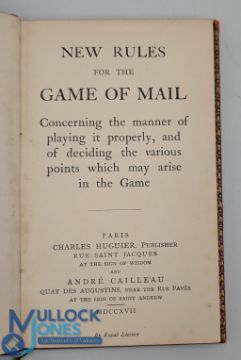 NEW RULES
FOR THE
GAME OF MAIL
Concerning the manner of
playing it properly, and
of deciding the various
points which may arise
in the Game
PARIS
CHARLES HUGUIER, PUBLISHER
RUE SAINT JACQUES
AT THE SIGN OF WISDOM
AND
ANDRÉ CAILLEAU
QUAY DES AUGUSTINS, NEAR THE RUE PAVÉE
AT THE SIGN OF SAINT ANDREW
MDCCXVII
By Royal Licence
MULLOCK
JONES
Auctioneers & Valuers